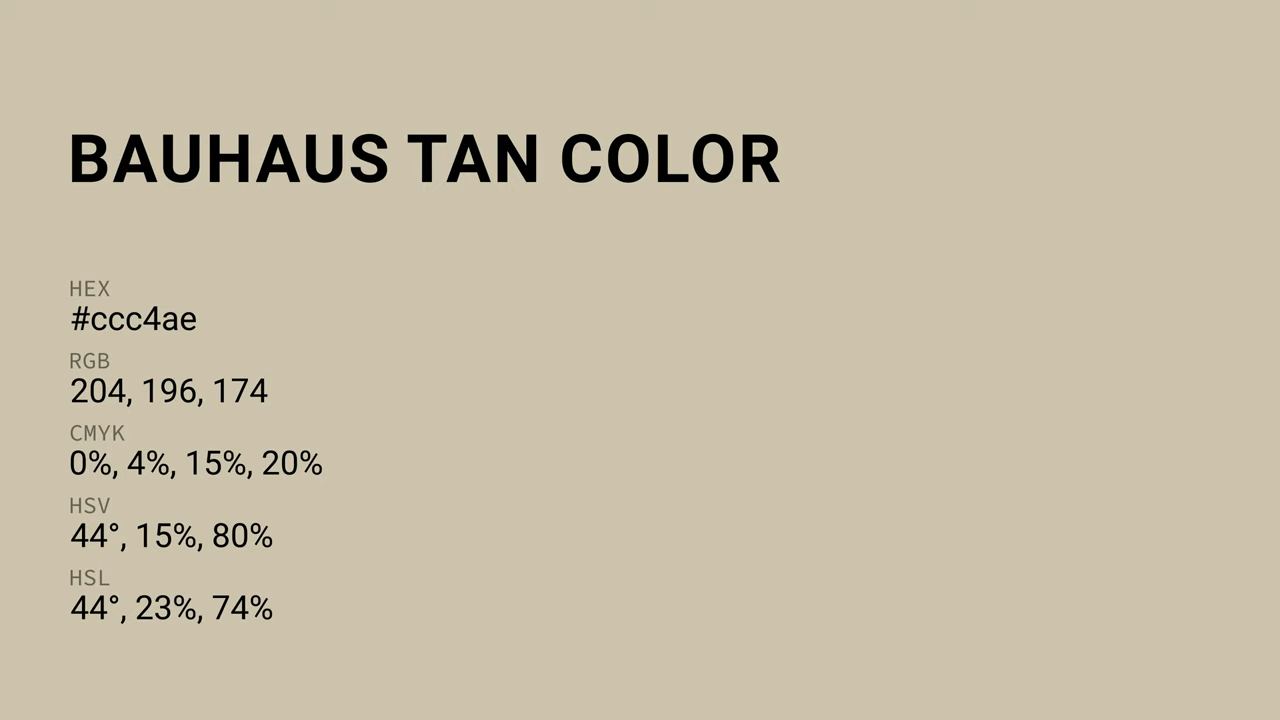 BAUHAUS TAN COLOR
HEX
#ccc4ae
RGB
204, 196, 174
CMYK
0%, 4%, 15%, 20%
HSV
44°, 15%, 80%
HSL
44°, 23%, 74%